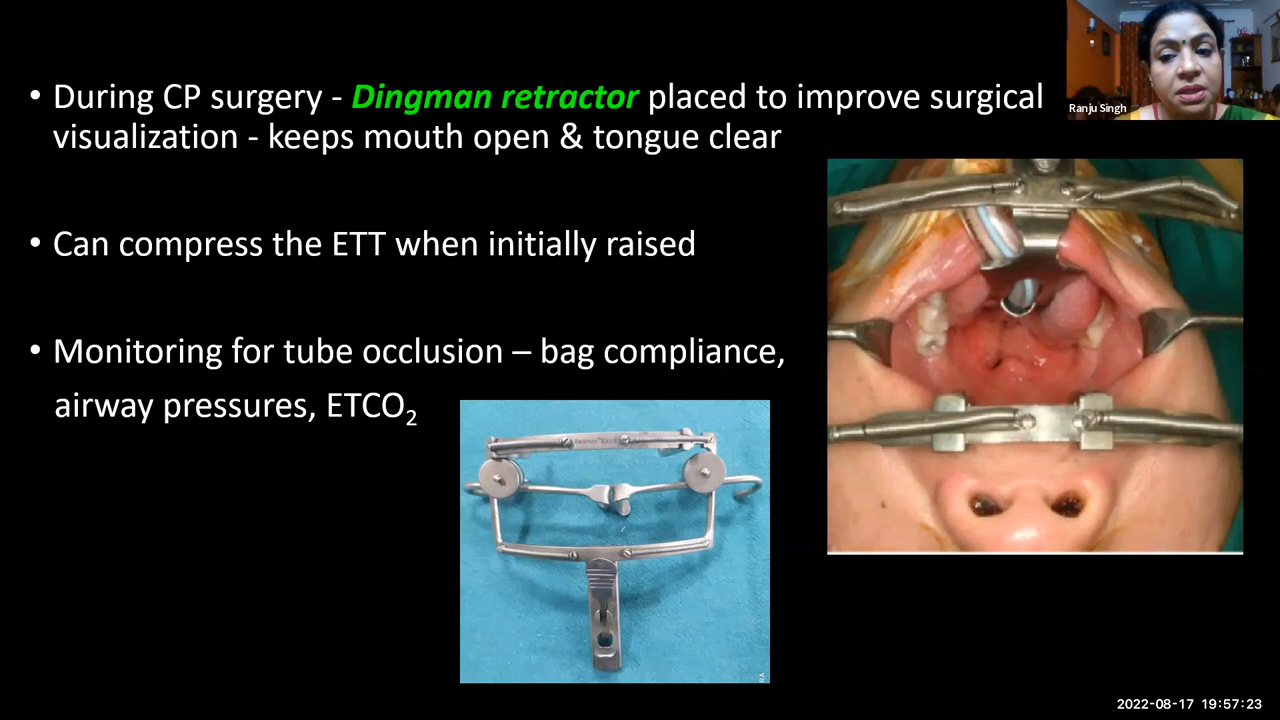 • During CP surgery - Dingman retractor placed to improve surgical
visualization - keeps mouth open & tongue clear
Ranju Singh
• Can compress the ETT when initially raised
• Monitoring for tube occlusion – bag compliance,
airway pressures, ETCO₂
2022-08-17 19:57:23